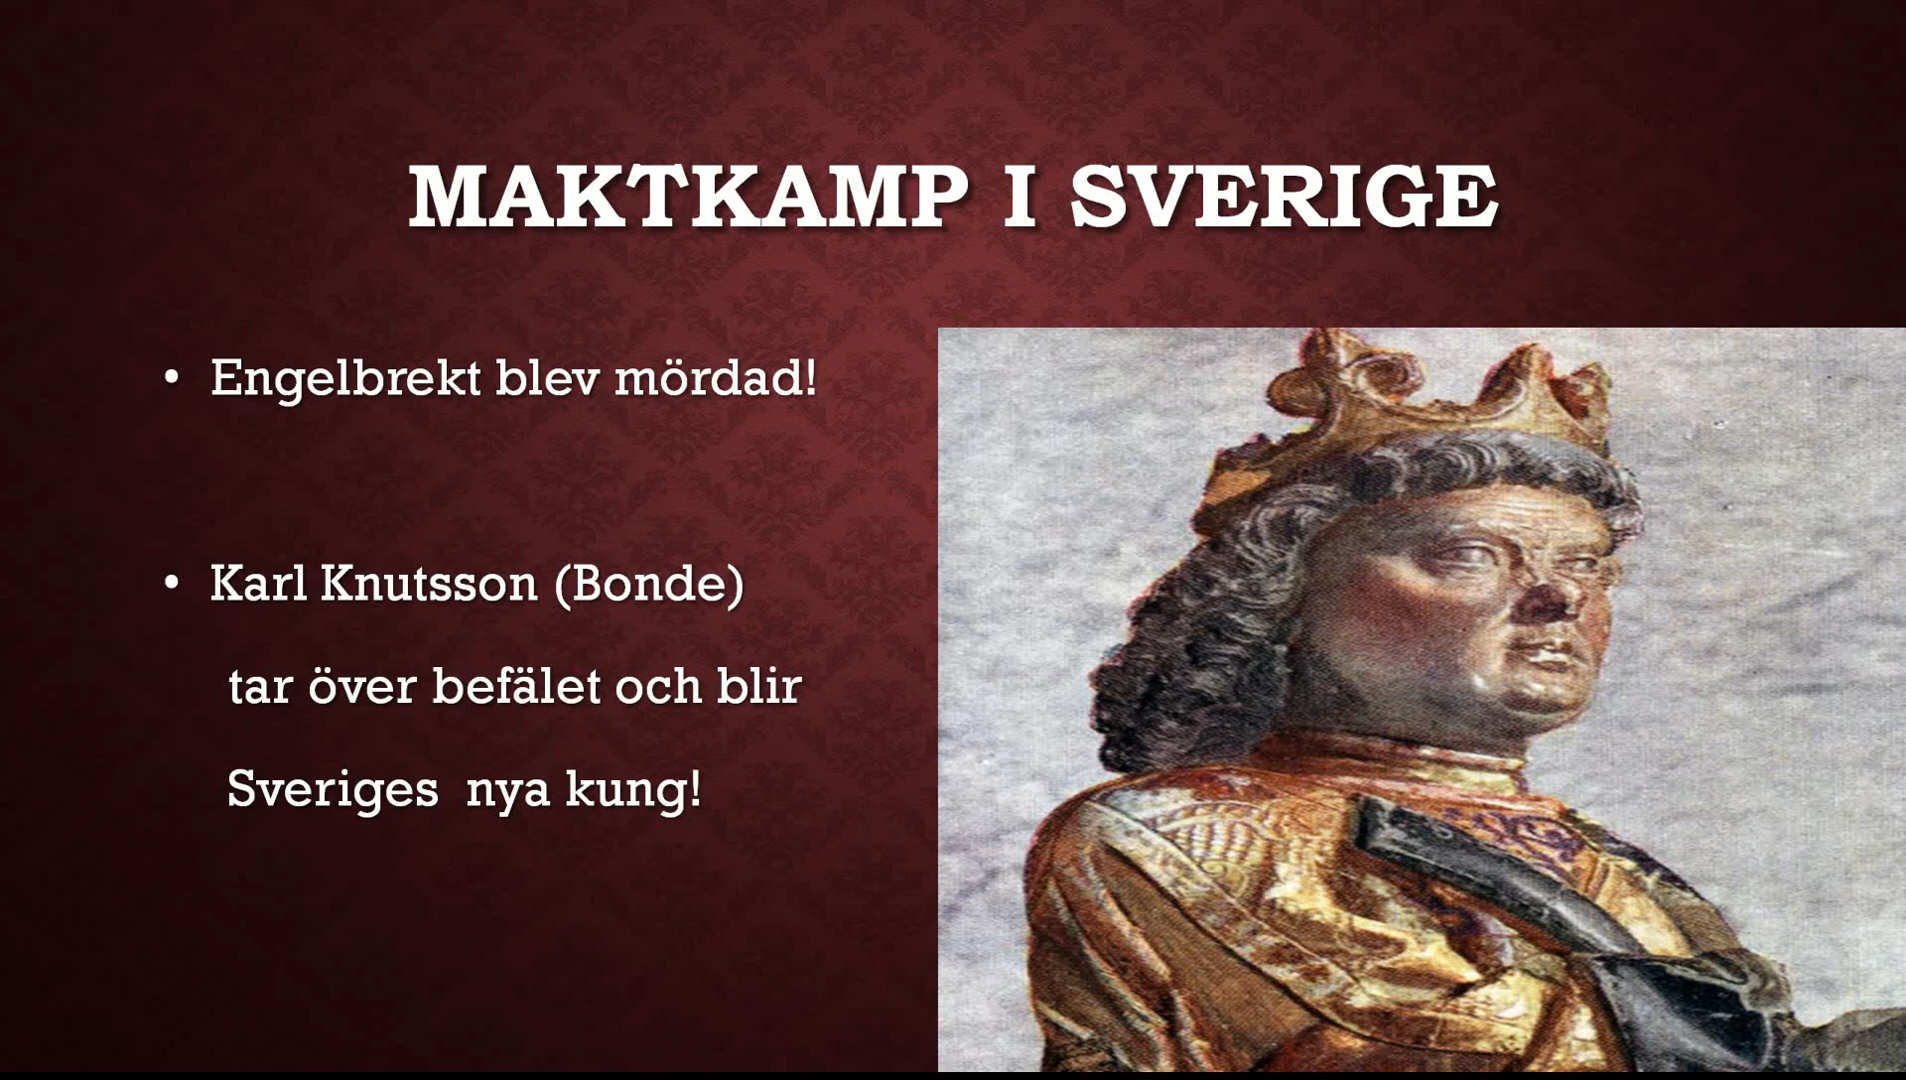 MAKTKAMP I SVERIGE
• Engelbrekt blev mördad!
• Karl Knutsson (Bonde)
tar över befälet och blir
Sveriges  nya kung!